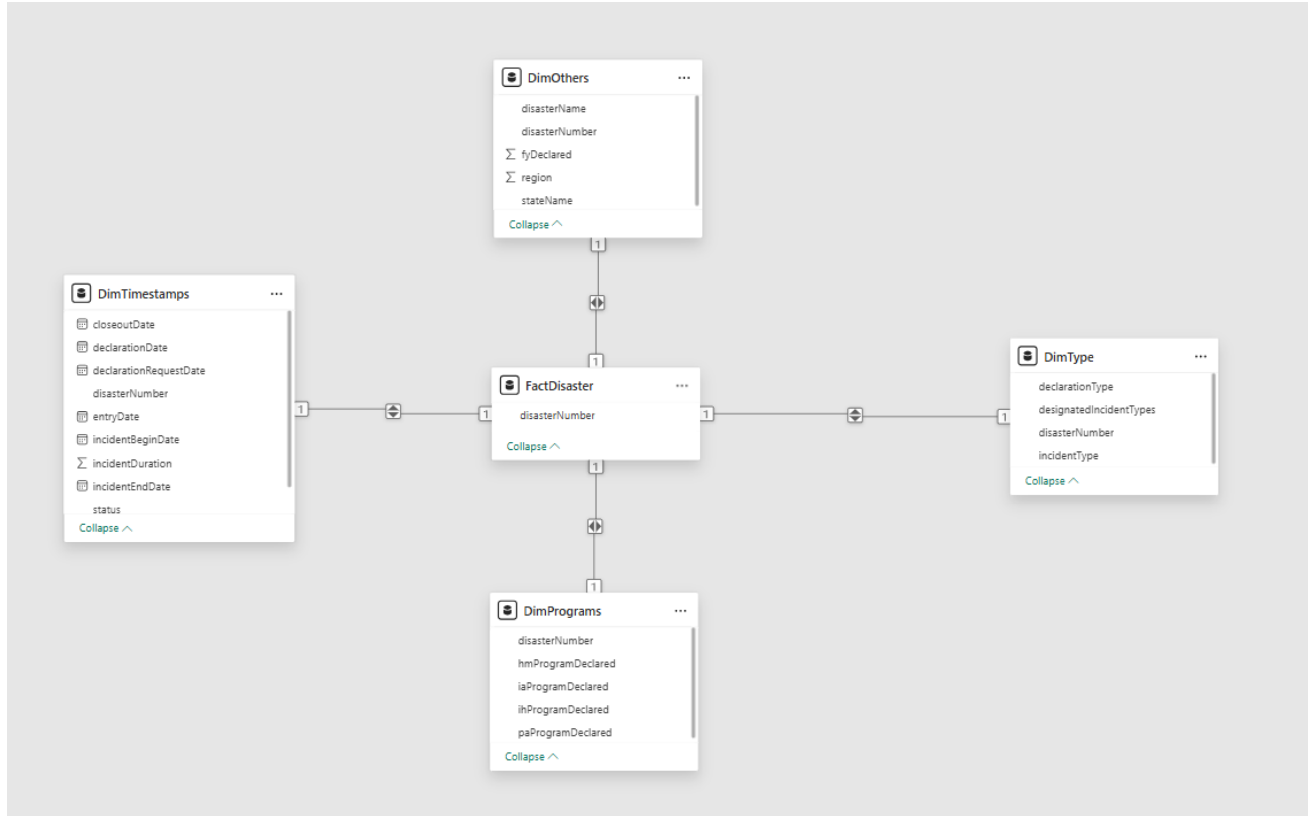 DimOthers
disasterName
disasterNumber
fyDeclared
region
stateName
Collapse
1
DimTimestamps
closeoutDate
declarationDate
declarationRequestDate
disasterNumber
entryDate
incidentBeginDate
incidentDuration
incidentEndDate
status
Collapse
1
1
1
FactDisaster
disasterNumber
Collapse
1
1
DimType
declarationType
designatedIncidentTypes
disasterNumber
incidentType
Collapse
1
1
DimPrograms
disasterNumber
hmProgramDeclared
iaProgramDeclared
ihProgramDeclared
paProgramDeclared
Collapse